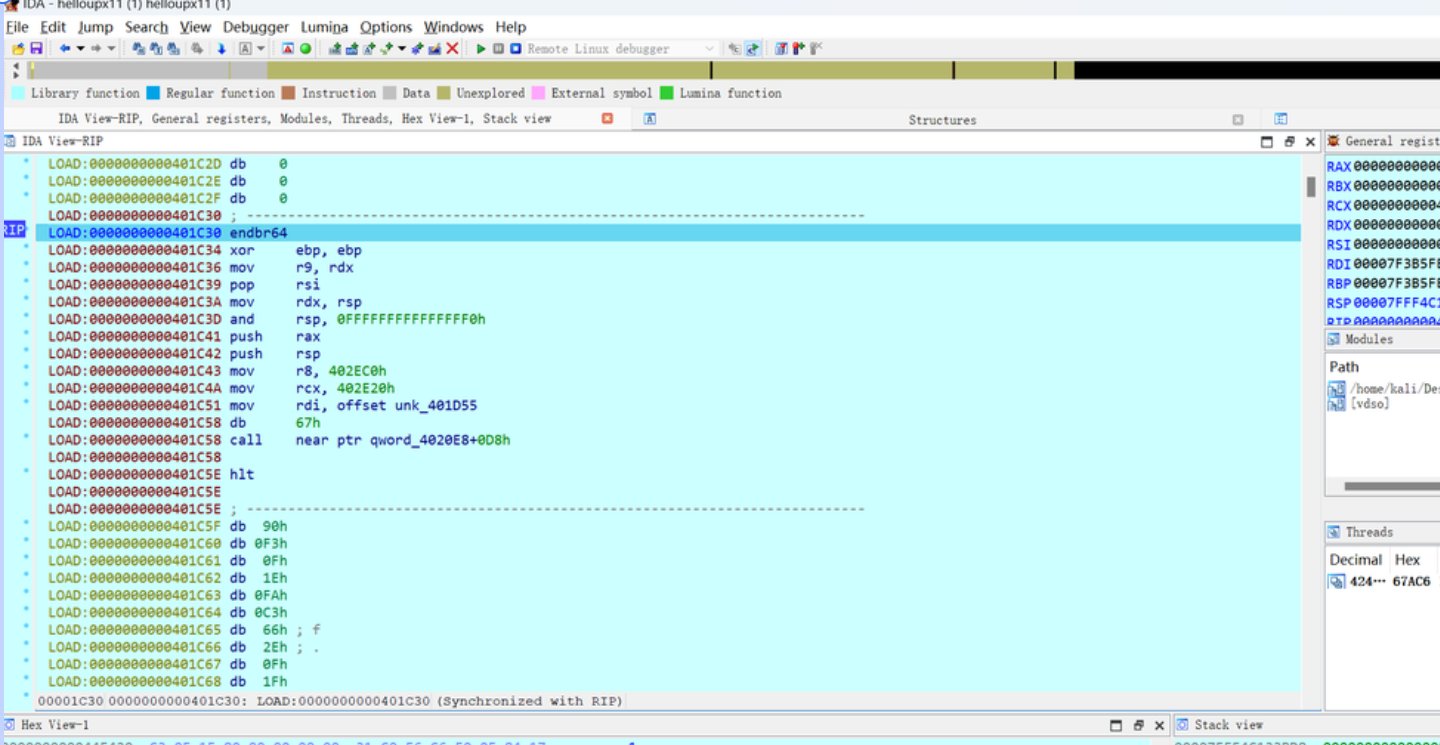 IDA - helloupx11 (1) helloupx11 (1)
File Edit Jump Search View Debugger Lumina Options Windows Help
Remote Linux debugger
Library function Regular function Instruction Data Unexplored External symbol Lumina function
IDA View-RIP, General registers, Modules, Threads, Hex View-1, Stack view Structures
IDA View-RIP General regist
LOAD:0000000000401C2D db 0
LOAD:0000000000401C2E db 0
LOAD:0000000000401C2F db 0
LOAD:0000000000401C30 ; ---------------------------------------------------------------------------
RIP LOAD:0000000000401C30 endbr64
LOAD:0000000000401C34 xor ebp, ebp
LOAD:0000000000401C36 mov r9, rdx
LOAD:0000000000401C39 pop rsi
LOAD:0000000000401C3A mov rdx, rsp
LOAD:0000000000401C3D and rsp, 0FFFFFFFFFFFFFFF0h
LOAD:0000000000401C41 push rax
LOAD:0000000000401C42 push rsp
LOAD:0000000000401C43 mov r8, 402EC0h
LOAD:0000000000401C4A mov rcx, 402E20h
LOAD:0000000000401C51 mov rdi, offset unk_401D55
LOAD:0000000000401C58 db 67h
LOAD:0000000000401C58 call near ptr qword_4020E8+0D8h
LOAD:0000000000401C58
LOAD:0000000000401C5E hlt
LOAD:0000000000401C5E
LOAD:0000000000401C5E ; ---------------------------------------------------------------------------
LOAD:0000000000401C5F db 90h
LOAD:0000000000401C60 db 0F3h
LOAD:0000000000401C61 db 0Fh
LOAD:0000000000401C62 db 1Eh
LOAD:0000000000401C63 db 0FAh
LOAD:0000000000401C64 db 0C3h
LOAD:0000000000401C65 db 66h ; f
LOAD:0000000000401C66 db 2Eh ; .
LOAD:0000000000401C67 db 0Fh
LOAD:0000000000401C68 db 1Fh
00001C30 0000000000401C30: LOAD:0000000000401C30 (Synchronized with RIP)
RAX 00000000000
RBX 00000000000
RCX 00000000004
RDX 00000000000
RSI 00000000000
RDI 00007F3B5FE
RBP 00007F3B5FE
RSP 00007FFF4C1
RIP 00000000004
Modules
Path
/home/kali/Des
[vdso]
Threads
Decimal Hex
424··· 67AC6
Hex View-1 Stack view